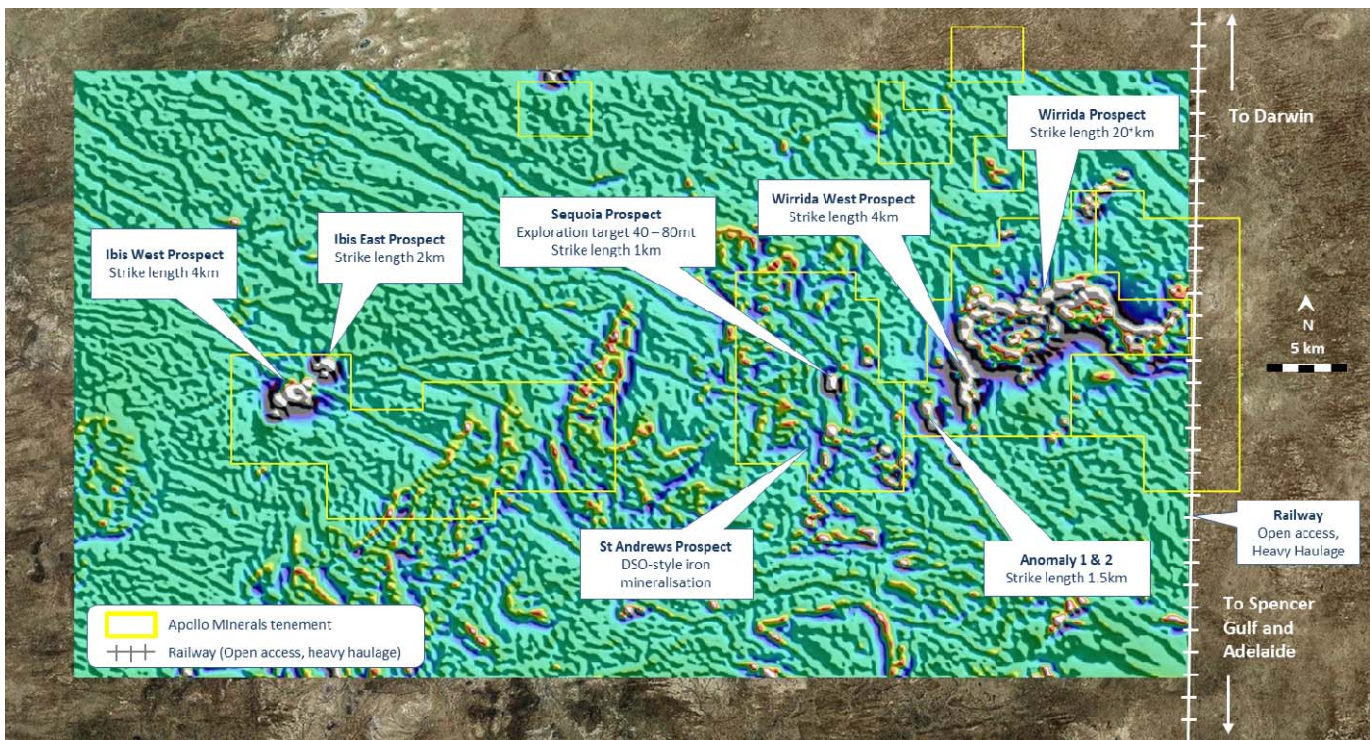 To Darwin
Wirrida Prospect
Strike length 20⁺km
Wirrida West Prospect
Strike length 4km
Sequoia Prospect
Exploration target 40 – 80mt
Strike length 1km
Ibis East Prospect
Strike length 2km
Ibis West Prospect
Strike length 4km
N
5 km
St Andrews Prospect
DSO-style iron
mineralisation
Anomaly 1 & 2
Strike length 1.5km
Railway
Open access,
Heavy Haulage
To Spencer
Gulf and
Adelaide
Apollo Minerals tenement
Railway (Open access, heavy haulage)